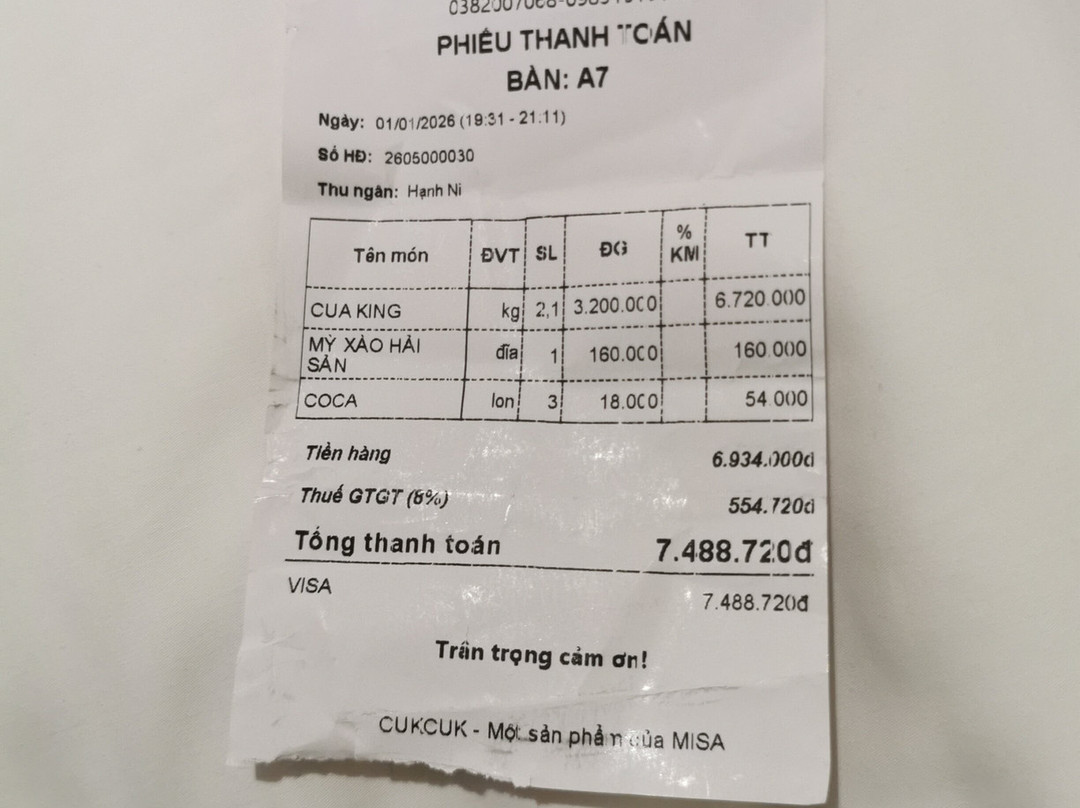 PHIẾU THANH TOÁN
BÀN: A7
Ngày: 01/01/2026 (19:31 - 21:11)
Số HĐ: 2605000030
Thu ngân: Hạnh Ni
Tên món ĐVT SL ĐG % KM TT
CUA KING kg 2,1 3.200.000 6.720.000
MỲ XÀO HẢI SẢN đĩa 1 160.000 160.000
COCA lon 3 18.000 54.000
Tiền hàng 6.934.000đ
Thuế GTGT (8%) 554.720đ
Tổng thanh toán 7.488.720đ
VISA 7.488.720đ
Trân trọng cảm ơn!
CUKCUK - Một sản phẩm của MISA